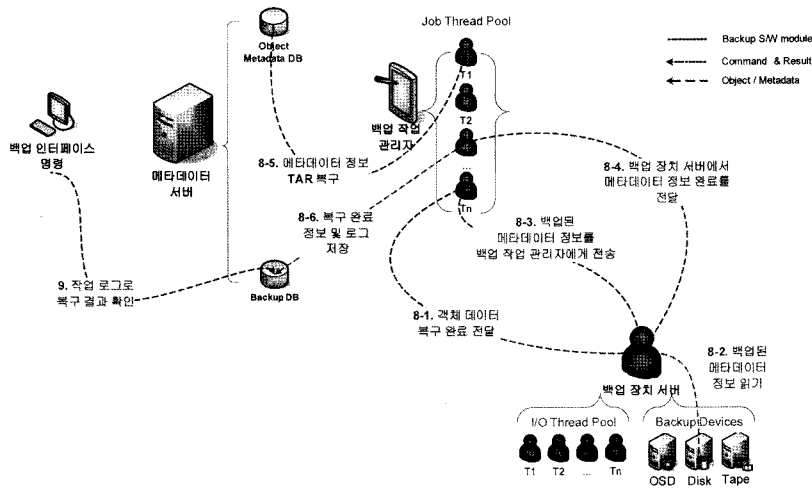 Job Thread Pool
Object
Metadata DB
Backup S/W module
Command & Result
Object / Metadata
T1
T2
...
Tn
백업 작업
관리자
백업 인터페이스
명령
메타데이터
서버
8-5. 메타데이터 정보
TAR 복구
8-4. 백업 장치 서버에서
메타데이터 정보 완료를
전달
8-6. 복구 완료
정보 및 로그
저장
8-3. 백업된
메타데이터 정보를
백업 작업 관리자에게 전송
9. 작업 로그로
복구 결과 확인
Backup DB
8-1. 객체 데이터
복구 완료 전달
8-2. 백업된
메타데이터
정보 읽기
백업 장치 서버
I/O Thread Pool
Backup Devices
T1
T2
...
Tn
OSD
Disk
Tape